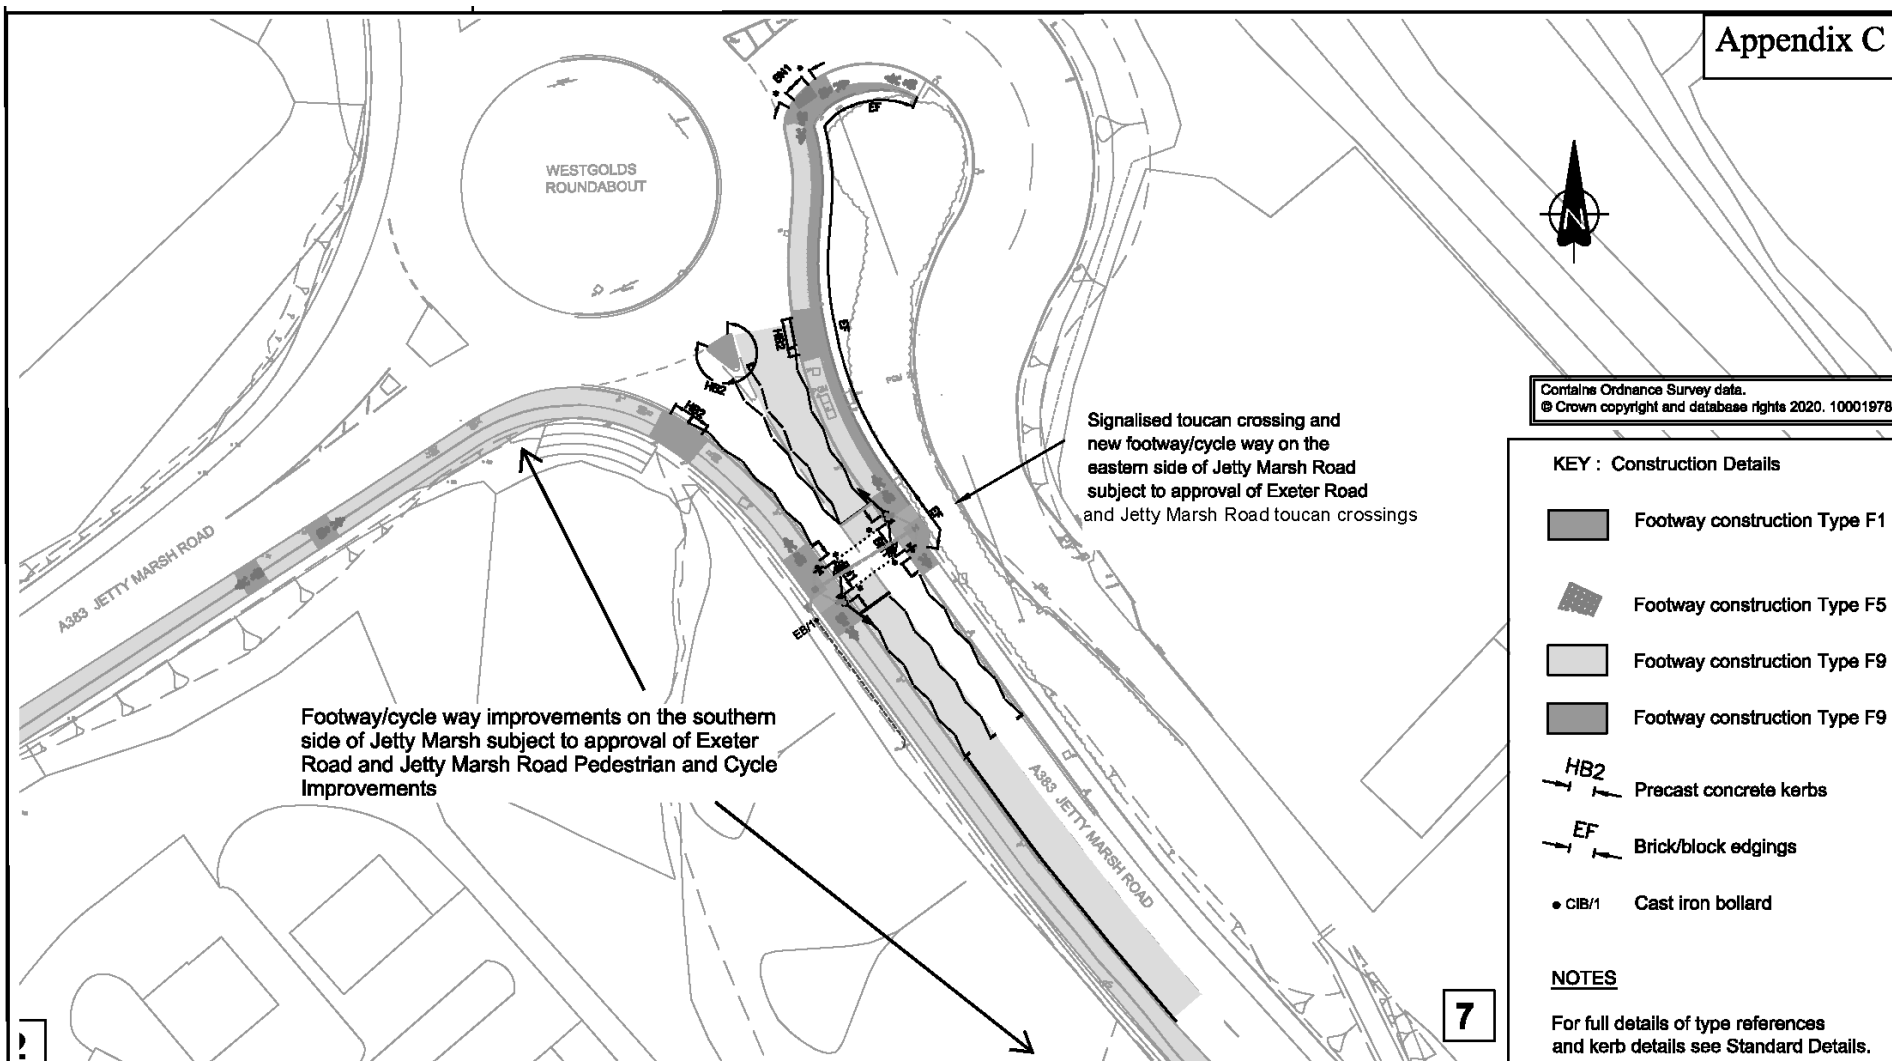 Appendix C
BN1
EF
WESTGOLDS
ROUNDABOUT
EF
HB2
HB2
HB2
Contains Ordnance Survey data.
© Crown copyright and database rights 2020. 10001978
Signalised toucan crossing and
new footway/cycle way on the
eastern side of Jetty Marsh Road
subject to approval of Exeter Road
and Jetty Marsh Road toucan crossings
EF
A383 JETTY MARSH ROAD
EB/1
Footway/cycle way improvements on the southern
side of Jetty Marsh subject to approval of Exeter
Road and Jetty Marsh Road Pedestrian and Cycle
Improvements
A383 JETTY MARSH ROAD
KEY : Construction Details
Footway construction Type F1
Footway construction Type F5
Footway construction Type F9
Footway construction Type F9
HB2
Precast concrete kerbs
EF
Brick/block edgings
CIB/1 Cast iron bollard
NOTES
For full details of type references
and kerb details see Standard Details.
7
N